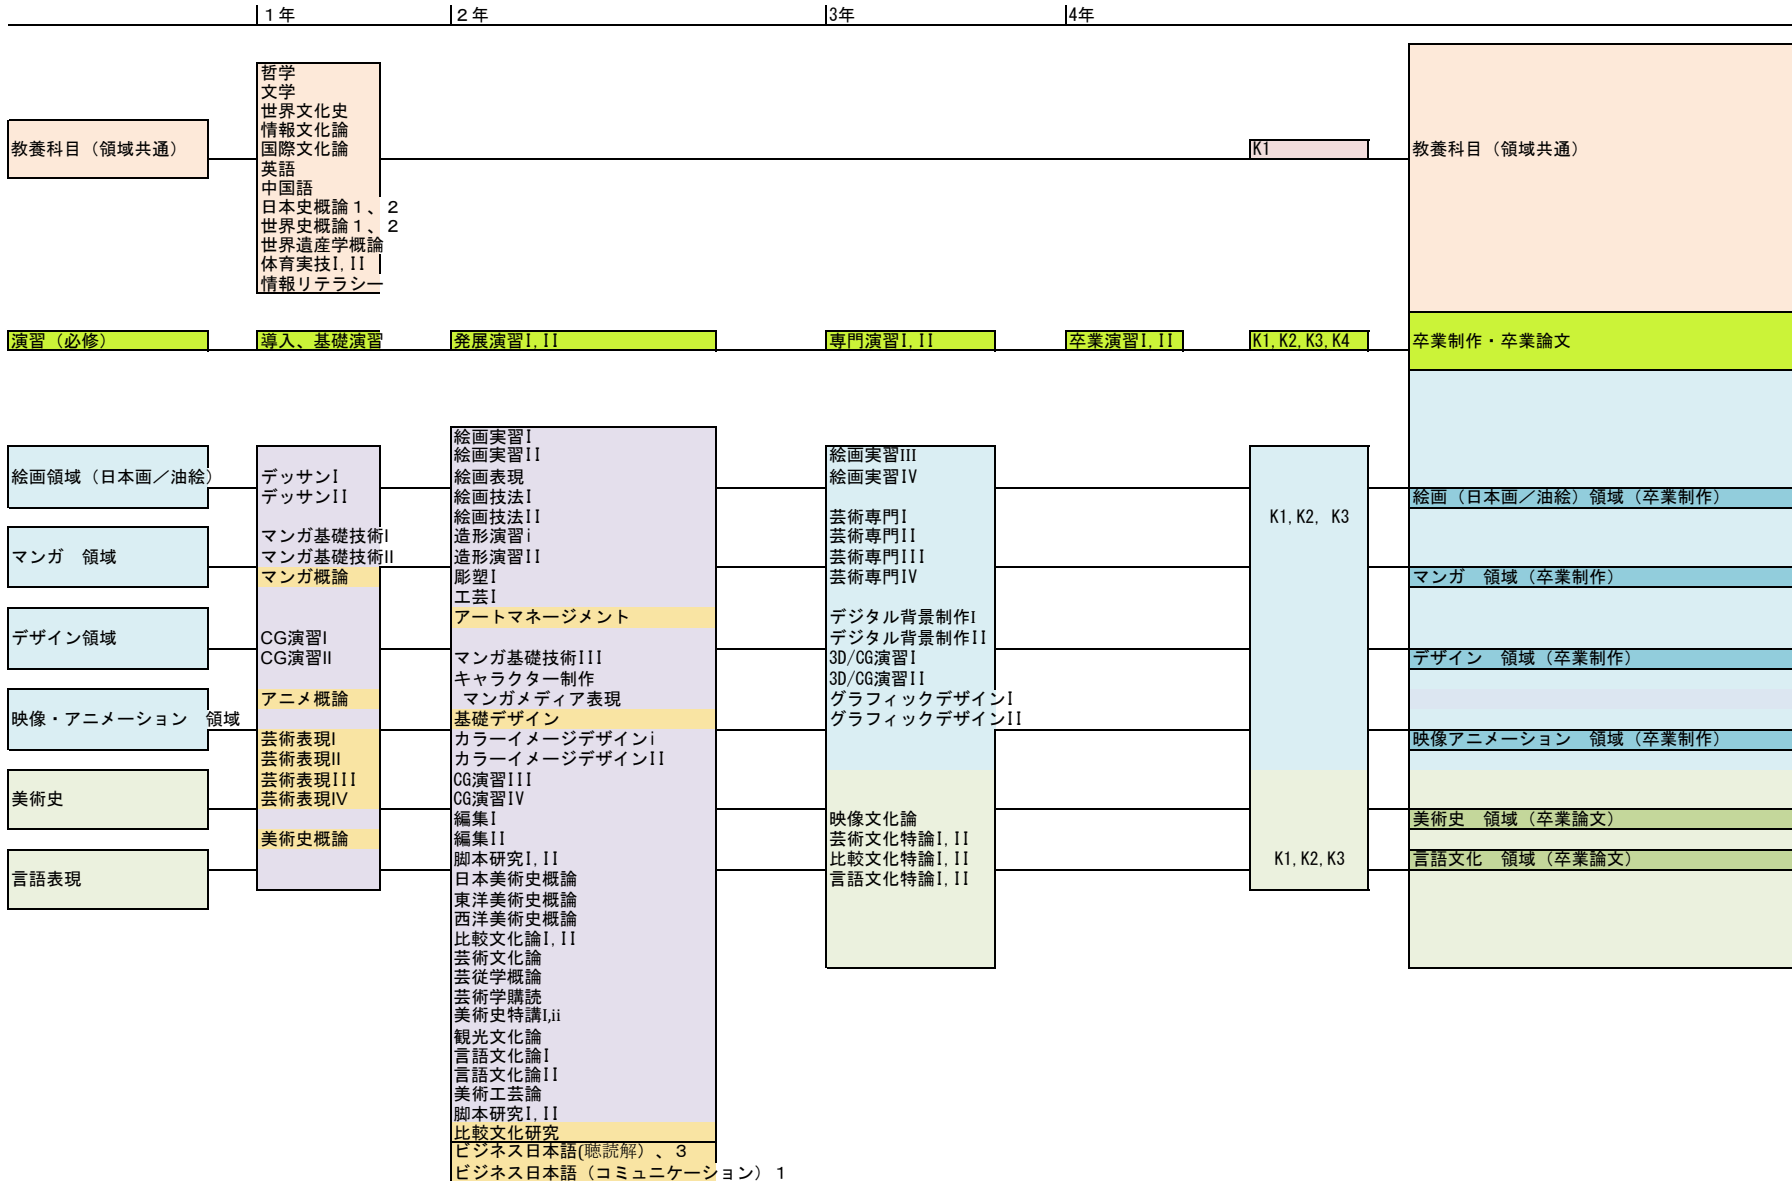 １年
２年
3年
4年
教養科目（領域共通）
哲学
文学
世界文化史
情報文化論
国際文化論
英語
中国語
日本史概論１、２
世界史概論１、２
世界遺産学概論
体育実技I,II
情報リテラシー
K1
教養科目（領域共通）
演習（必修）
導入、基礎演習
発展演習I,II
専門演習I,II
卒業演習I,II
K1,K2,K3,K4
卒業制作・卒業論文
絵画領域（日本画／油絵）
マンガ　領域
デザイン領域
映像・アニメーション　領域
美術史
言語表現
デッサンI
デッサンII
マンガ基礎技術I
マンガ基礎技術II
マンガ概論
CG演習I
CG演習II
アニメ概論
芸術表現I
芸術表現II
芸術表現III
芸術表現IV
美術史概論
絵画実習I
絵画実習II
絵画表現
絵画技法I
絵画技法II
造形演習i
造形演習II
彫塑I
工芸I
アートマネージメント
マンガ基礎技術III
キャラクター制作
マンガメディア表現
基礎デザイン
カラーイメージデザインi
カラーイメージデザインII
CG演習III
CG演習IV
編集I
編集II
脚本研究I,II
日本美術史概論
東洋美術史概論
西洋美術史概論
比較文化論I,II
芸術文化論
芸従学概論
芸術学購読
美術史特講I,ii
観光文化論
言語文化論I
言語文化論II
美術工芸論
脚本研究I,II
比較文化研究
ビジネス日本語(聴読解）、３
ビジネス日本語（コミュニケーション）１
絵画実習III
絵画実習IV
芸術専門I
芸術専門II
芸術専門III
芸術専門IV
デジタル背景制作I
デジタル背景制作II
3D/CG演習I
3D/CG演習II
グラフィックデザインI
グラフィックデザインII
映像文化論
芸術文化特論I,II
比較文化特論I,II
言語文化特論I,II
K1,K2, K3
K1,K2,K3
絵画（日本画／油絵）領域（卒業制作）
マンガ　領域（卒業制作）
デザイン　領域（卒業制作）
映像アニメーション　領域（卒業制作）
美術史　領域（卒業論文）
言語文化　領域（卒業論文）